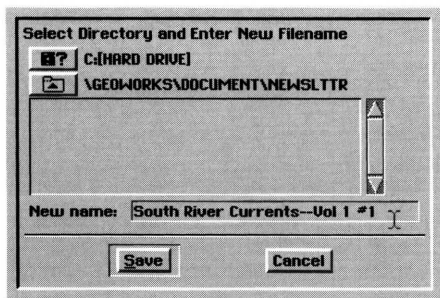 Select Directory and Enter New Filename
?
C:[HARD DRIVE]
\GEOWORKS\DOCUMENT\NEWSLTTR
New name: South River Currents--Vol 1 #1
Save
Cancel